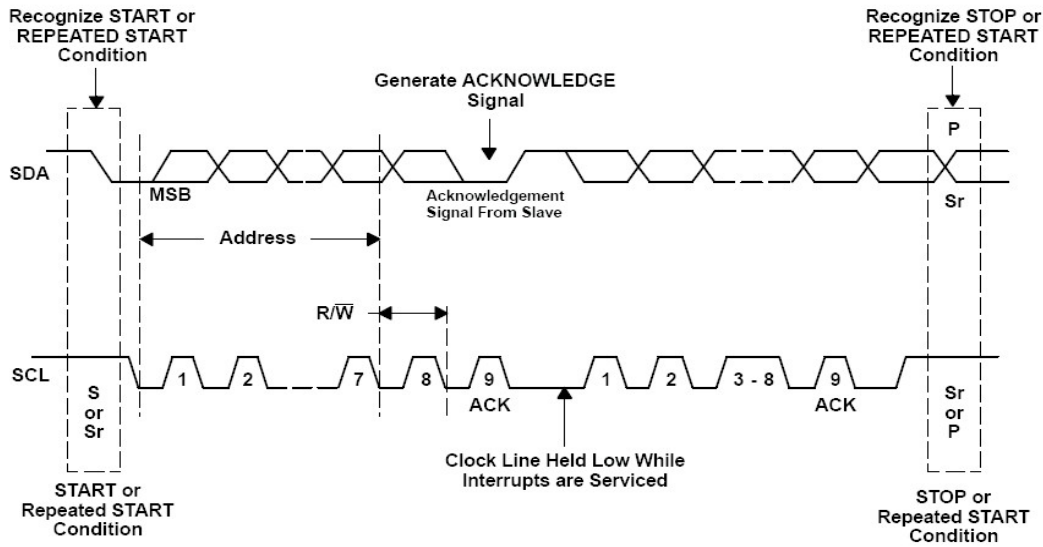 Recognize START or
REPEATED START
Condition
Recognize STOP or
REPEATED START
Condition
Generate ACKNOWLEDGE
Signal
P
SDA
MSB
Acknowledgement
Signal From Slave
Sr
Address
R/W̅
SCL
1
2
7
8
9
1
2
3 - 8
9
ACK
ACK
S
or
Sr
Sr
or
P
Clock Line Held Low While
Interrupts are Serviced
START or
Repeated START
Condition
STOP or
Repeated START
Condition